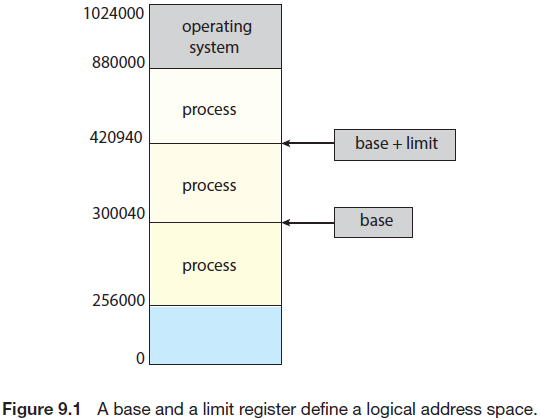 1024000
operating
system
880000
process
420940
base + limit
process
300040
base
process
256000
0
Figure 9.1 A base and a limit register define a logical address space.